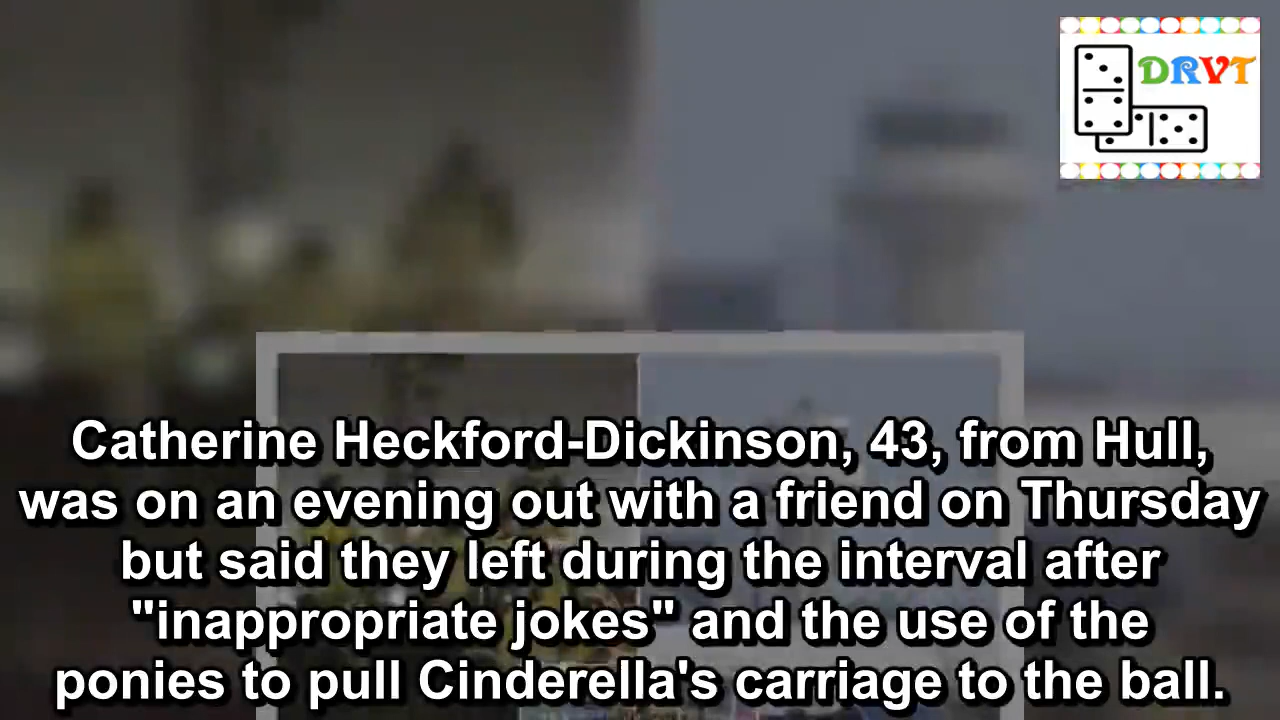 DRVT
Catherine Heckford-Dickinson, 43, from Hull,
was on an evening out with a friend on Thursday
but said they left during the interval after
"inappropriate jokes" and the use of the
ponies to pull Cinderella's carriage to the ball.